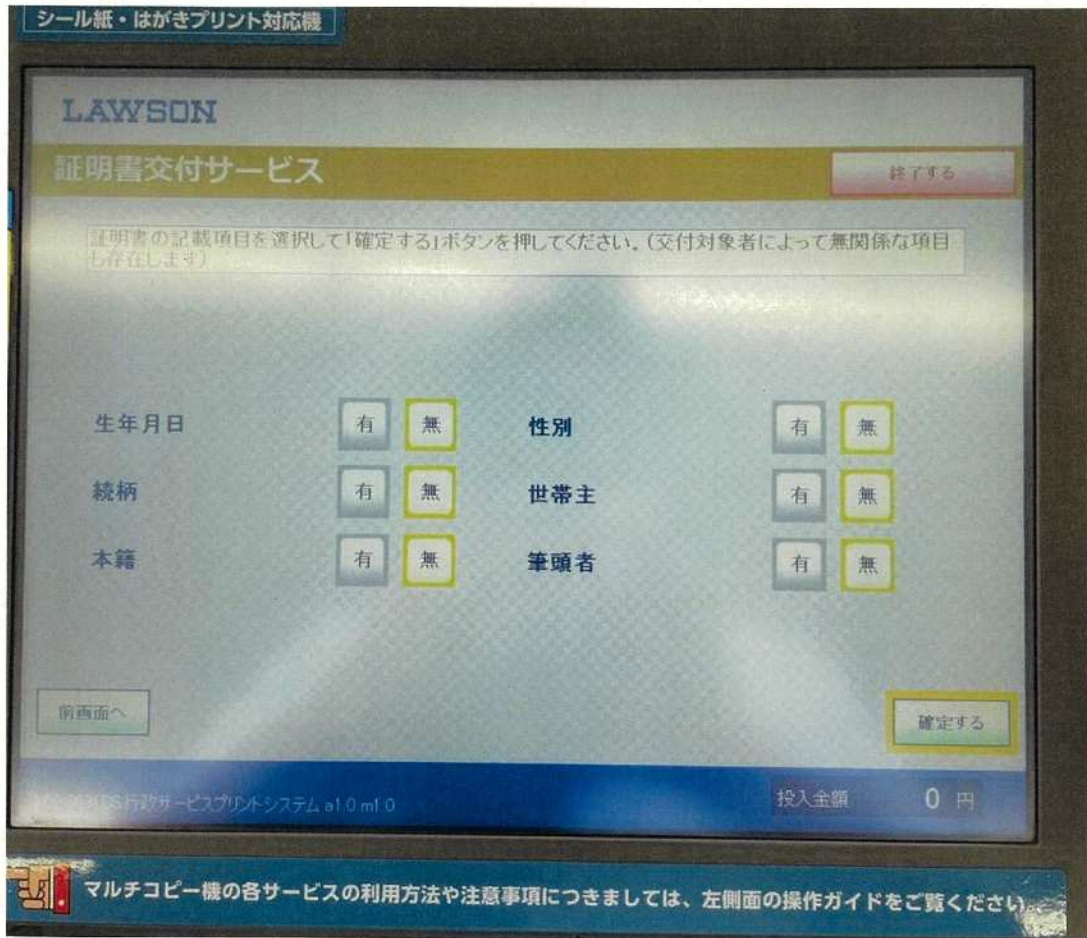 シール紙・はがきプリント対応機
LAWSON
証明書交付サービス
終了する
証明書の記載項目を選択して「確定する」ボタンを押してください。(交付対象者によって無関係な項目
も存在します)
生年月日 有 無 性別 有 無
続柄 有 無 世帯主 有 無
本籍 有 無 筆頭者 有 無
前画面へ
確定する
行政サービスプリントシステム a1.0 m1.0
投入金額 0 円
マルチコピー機の各サービスの利用方法や注意事項につきましては、左側面の操作ガイドをご覧ください。